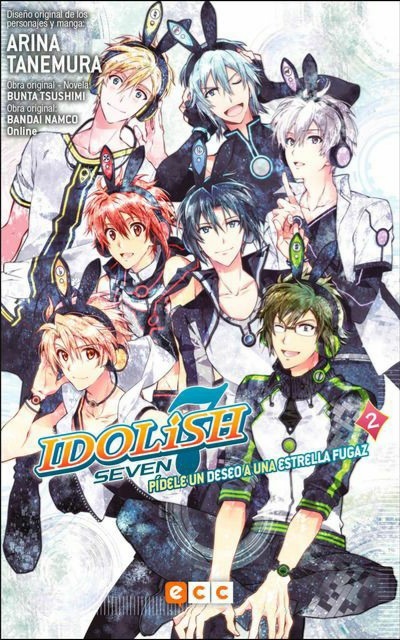 Diseño original de los
personajes y manga:
ARINA
TANEMURA
Obra original - Novela:
BUNTA TSUSHIMI
Obra original:
BANDAI NAMCO
Online
IDOLiSH
7
SEVEN
2
PÍDELE UN DESEO A UNA ESTRELLA FUGAZ
ecc